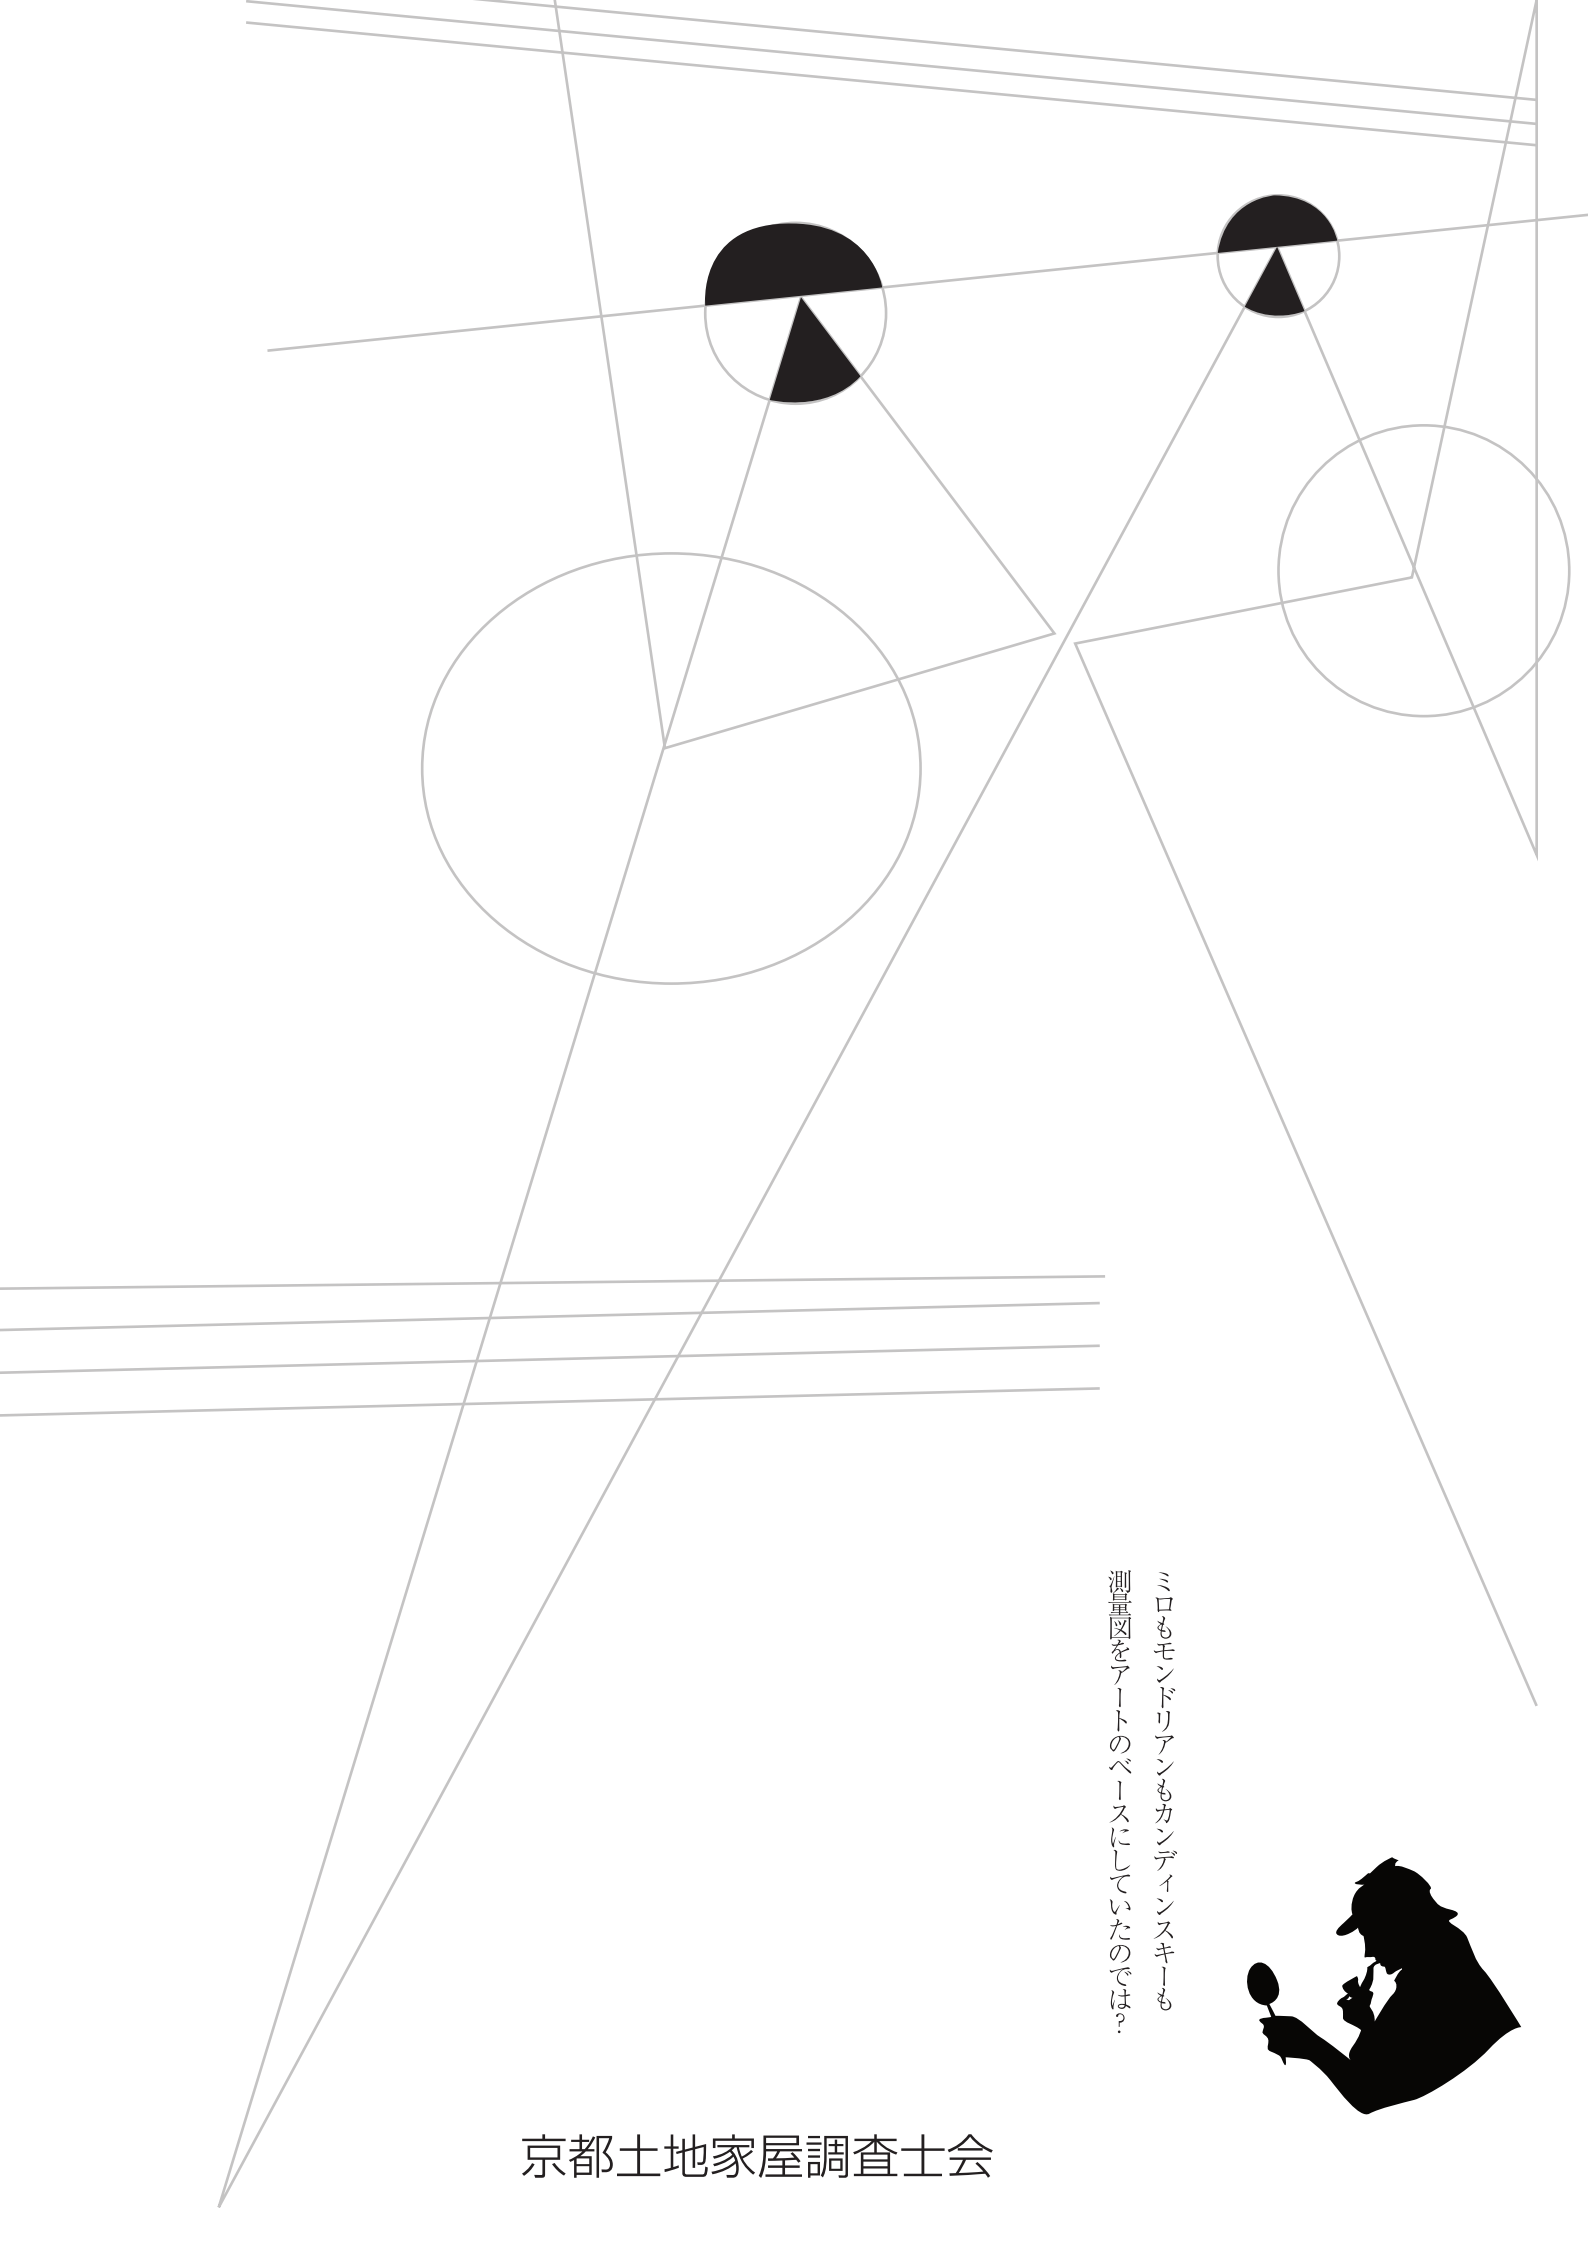 ミロもモンドリアンもカンディンスキーも
測量図をアートのベースにしていたのでは？
京都土地家屋調査士会